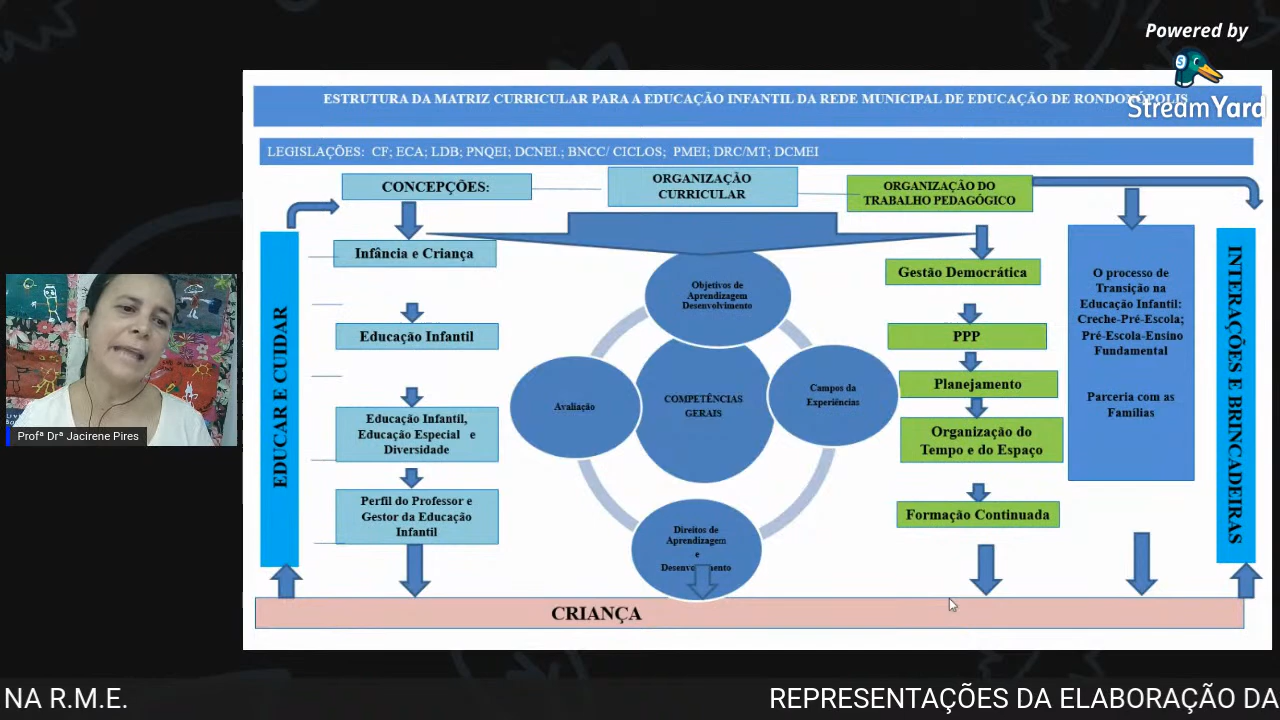 Powered by
StreamYard
ESTRUTURA DA MATRIZ CURRICULAR PARA A EDUCAÇÃO INFANTIL DA REDE MUNICIPAL DE EDUCAÇÃO DE RONDONÓPOLIS
LEGISLAÇÕES: CF; ECA; LDB; PNQEI; DCNEI.; BNCC/ CICLOS; PMEI; DRC/MT; DCMEI
CONCEPÇÕES:
ORGANIZAÇÃO
CURRICULAR
ORGANIZAÇÃO DO
TRABALHO PEDAGÓGICO
EDUCAR E CUIDAR
Infância e Criança
Educação Infantil
Educação Infantil,
Educação Especial e
Diversidade
Perfil do Professor e
Gestor da Educação
Infantil
Objetivos de
Aprendizagem
Desenvolvimento
Avaliação
COMPETÊNCIAS
GERAIS
Campos da
Experiências
Direitos de
Aprendizagem
e
Desenvolvimento
Gestão Democrática
PPP
Planejamento
Organização do
Tempo e do Espaço
Formação Continuada
O processo de
Transição na
Educação Infantil:
Creche-Pré-Escola;
Pré-Escola-Ensino
Fundamental
Parceria com as
Famílias
INTERAÇÕES E BRINCADEIRAS
CRIANÇA
Profª Drª Jacirene Pires
NA R.M.E.
REPRESENTAÇÕES DA ELABORAÇÃO DA